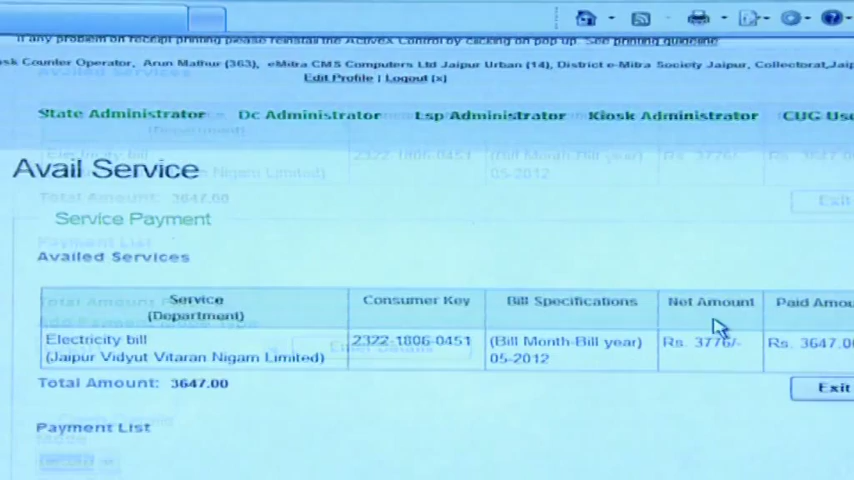 If any problem on receipt printing please reinstall the ActiveX Control by clicking on pop up. See printing guideline
sk Counter Operator, Arun Mathur (363), eMitra CMS Computers Ltd Jaipur Urban (14), District e-Mitra Society Jaipur, Collectorat,Jaip
Edit Profile | Logout [x]
State Administrator Dc Administrator Lsp Administrator Kiosk Administrator CUG Use
Avail Service
Service Payment
Availed Services
Service (Department) Consumer Key Bill Specifications Net Amount Paid Amou
Electricity bill 2322-1806-0451 (Bill Month-Bill year) Rs. 3776/- Rs. 3647.0
(Jaipur Vidyut Vitaran Nigam Limited) 05-2012
Total Amount: 3647.00
Exit
Payment List